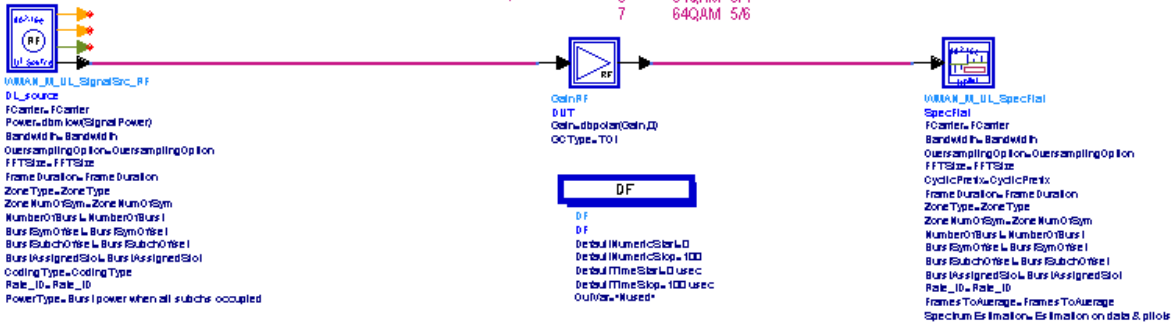 7 64QAM 5/6
RF
RF
WMAN_M_UL_SignalSrc_RF
DL_source
FCarrier=FCarrier
Power=dbmtow(SignalPower)
Bandwidth=Bandwidth
OversamplingOption=OversamplingOption
FFTSize=FFTSize
FrameDuration=FrameDuration
ZoneType=ZoneType
ZoneNumOfSym=ZoneNumOfSym
NumberOfBurst=NumberOfBurst
BurstSymOffset=BurstSymOffset
BurstSubchOffset=BurstSubchOffset
BurstAssignedSlot=BurstAssignedSlot
CodingType=CodingType
Rate_ID=Rate_ID
PowerType=Burst power when all subchs occupied
GainRF
DUT
Gain=dbpolar(Gain,0)
GCType=TOI
DF
DF
DF
DefaultNumericStart=0
DefaultNumericStop=100
DefaultTimeStart=0 usec
DefaultTimeStop=100 usec
OutVar="Nused"
WMAN_M_UL_SpecFlat
SpecFlat
FCarrier=FCarrier
Bandwidth=Bandwidth
OversamplingOption=OversamplingOption
FFTSize=FFTSize
CyclicPrefix=CyclicPrefix
FrameDuration=FrameDuration
ZoneType=ZoneType
ZoneNumOfSym=ZoneNumOfSym
NumberOfBurst=NumberOfBurst
BurstSymOffset=BurstSymOffset
BurstSubchOffset=BurstSubchOffset
BurstAssignedSlot=BurstAssignedSlot
Rate_ID=Rate_ID
FramesToAverage=FramesToAverage
SpectrumEstimation=Estimation on data & pilots